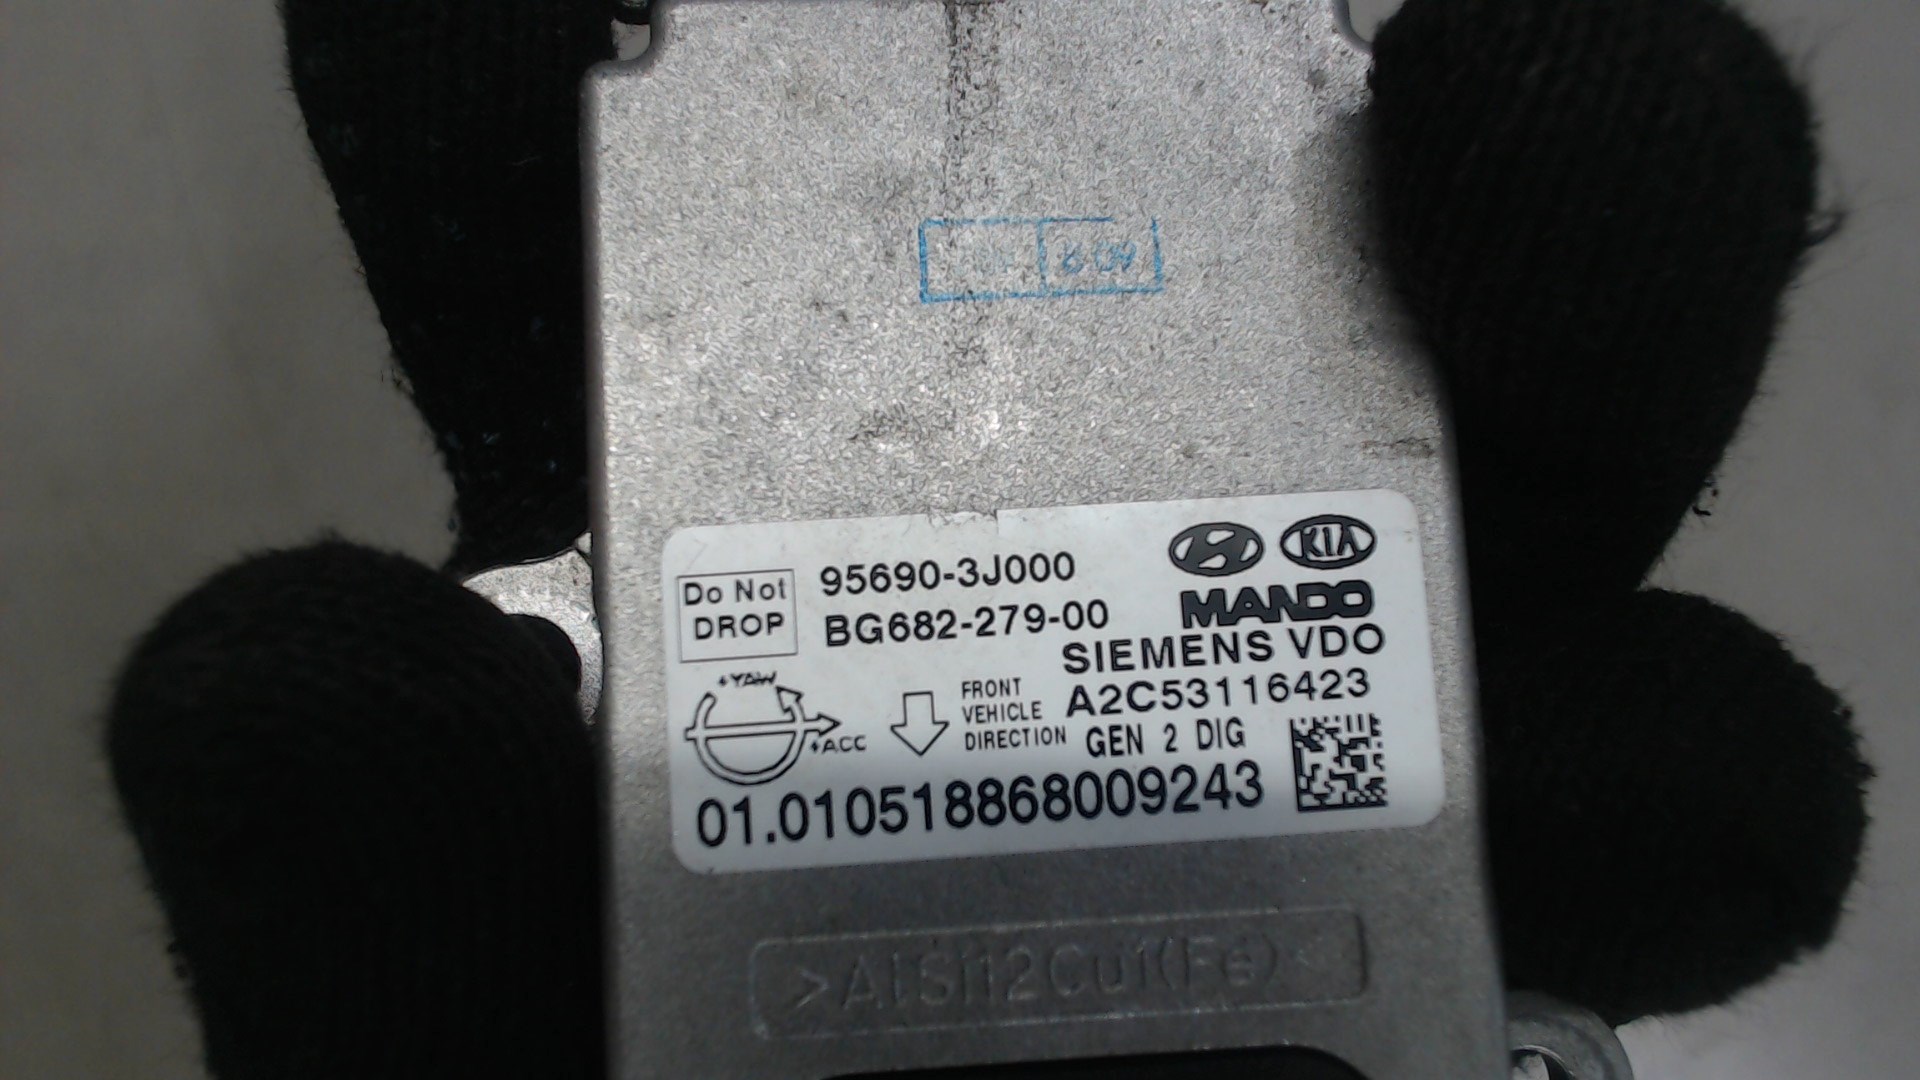 Do Not
DROP
95690-3J000
BG682-279-00
KIA
MANDO
SIEMENS VDO
A2C53116423
GEN 2 DIG
+YAW
+ACC
FRONT
VEHICLE
DIRECTION
01.010518868009243
>AlSi12Cu1(Fe)<